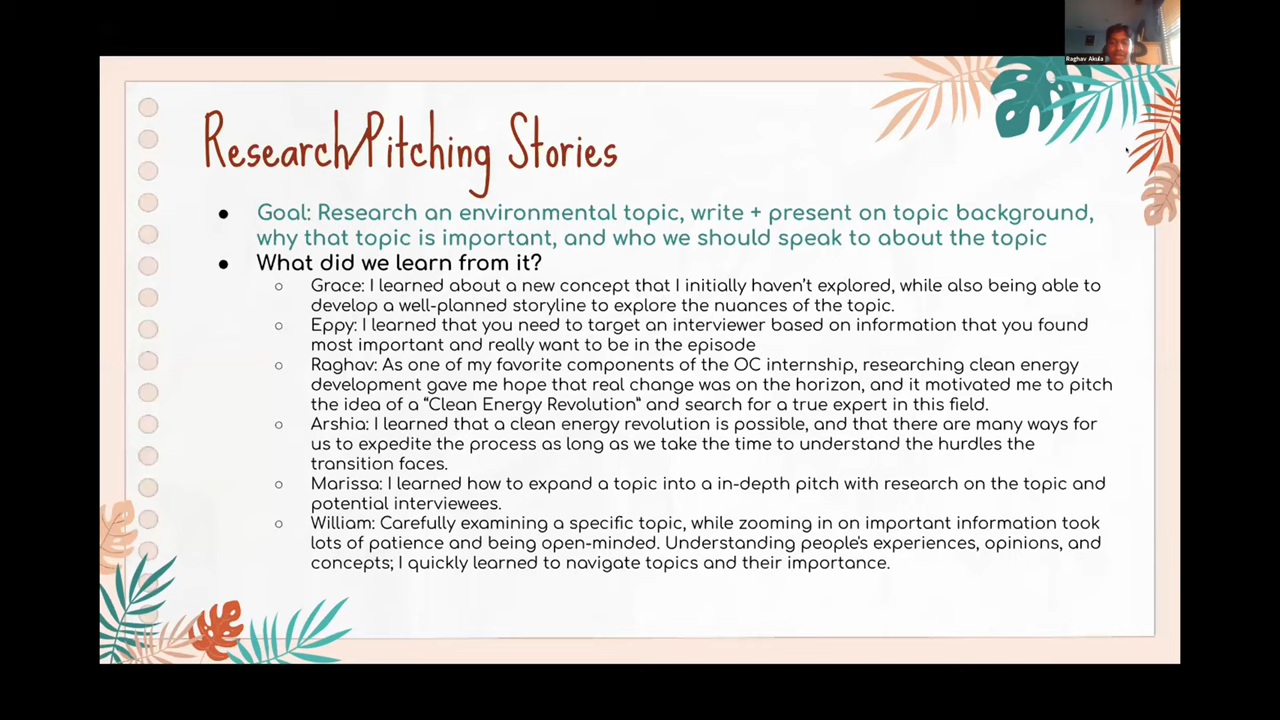 Raghav Akula
Research/Pitching Stories
● Goal: Research an environmental topic, write + present on topic background,
why that topic is important, and who we should speak to about the topic
● What did we learn from it?
○ Grace: I learned about a new concept that I initially haven't explored, while also being able to
develop a well-planned storyline to explore the nuances of the topic.
○ Eppy: I learned that you need to target an interviewer based on information that you found
most important and really want to be in the episode
○ Raghav: As one of my favorite components of the OC internship, researching clean energy
development gave me hope that real change was on the horizon, and it motivated me to pitch
the idea of a “Clean Energy Revolution” and search for a true expert in this field.
○ Arshia: I learned that a clean energy revolution is possible, and that there are many ways for
us to expedite the process as long as we take the time to understand the hurdles the
transition faces.
○ Marissa: I learned how to expand a topic into a in-depth pitch with research on the topic and
potential interviewees.
○ William: Carefully examining a specific topic, while zooming in on important information took
lots of patience and being open-minded. Understanding people's experiences, opinions, and
concepts; I quickly learned to navigate topics and their importance.